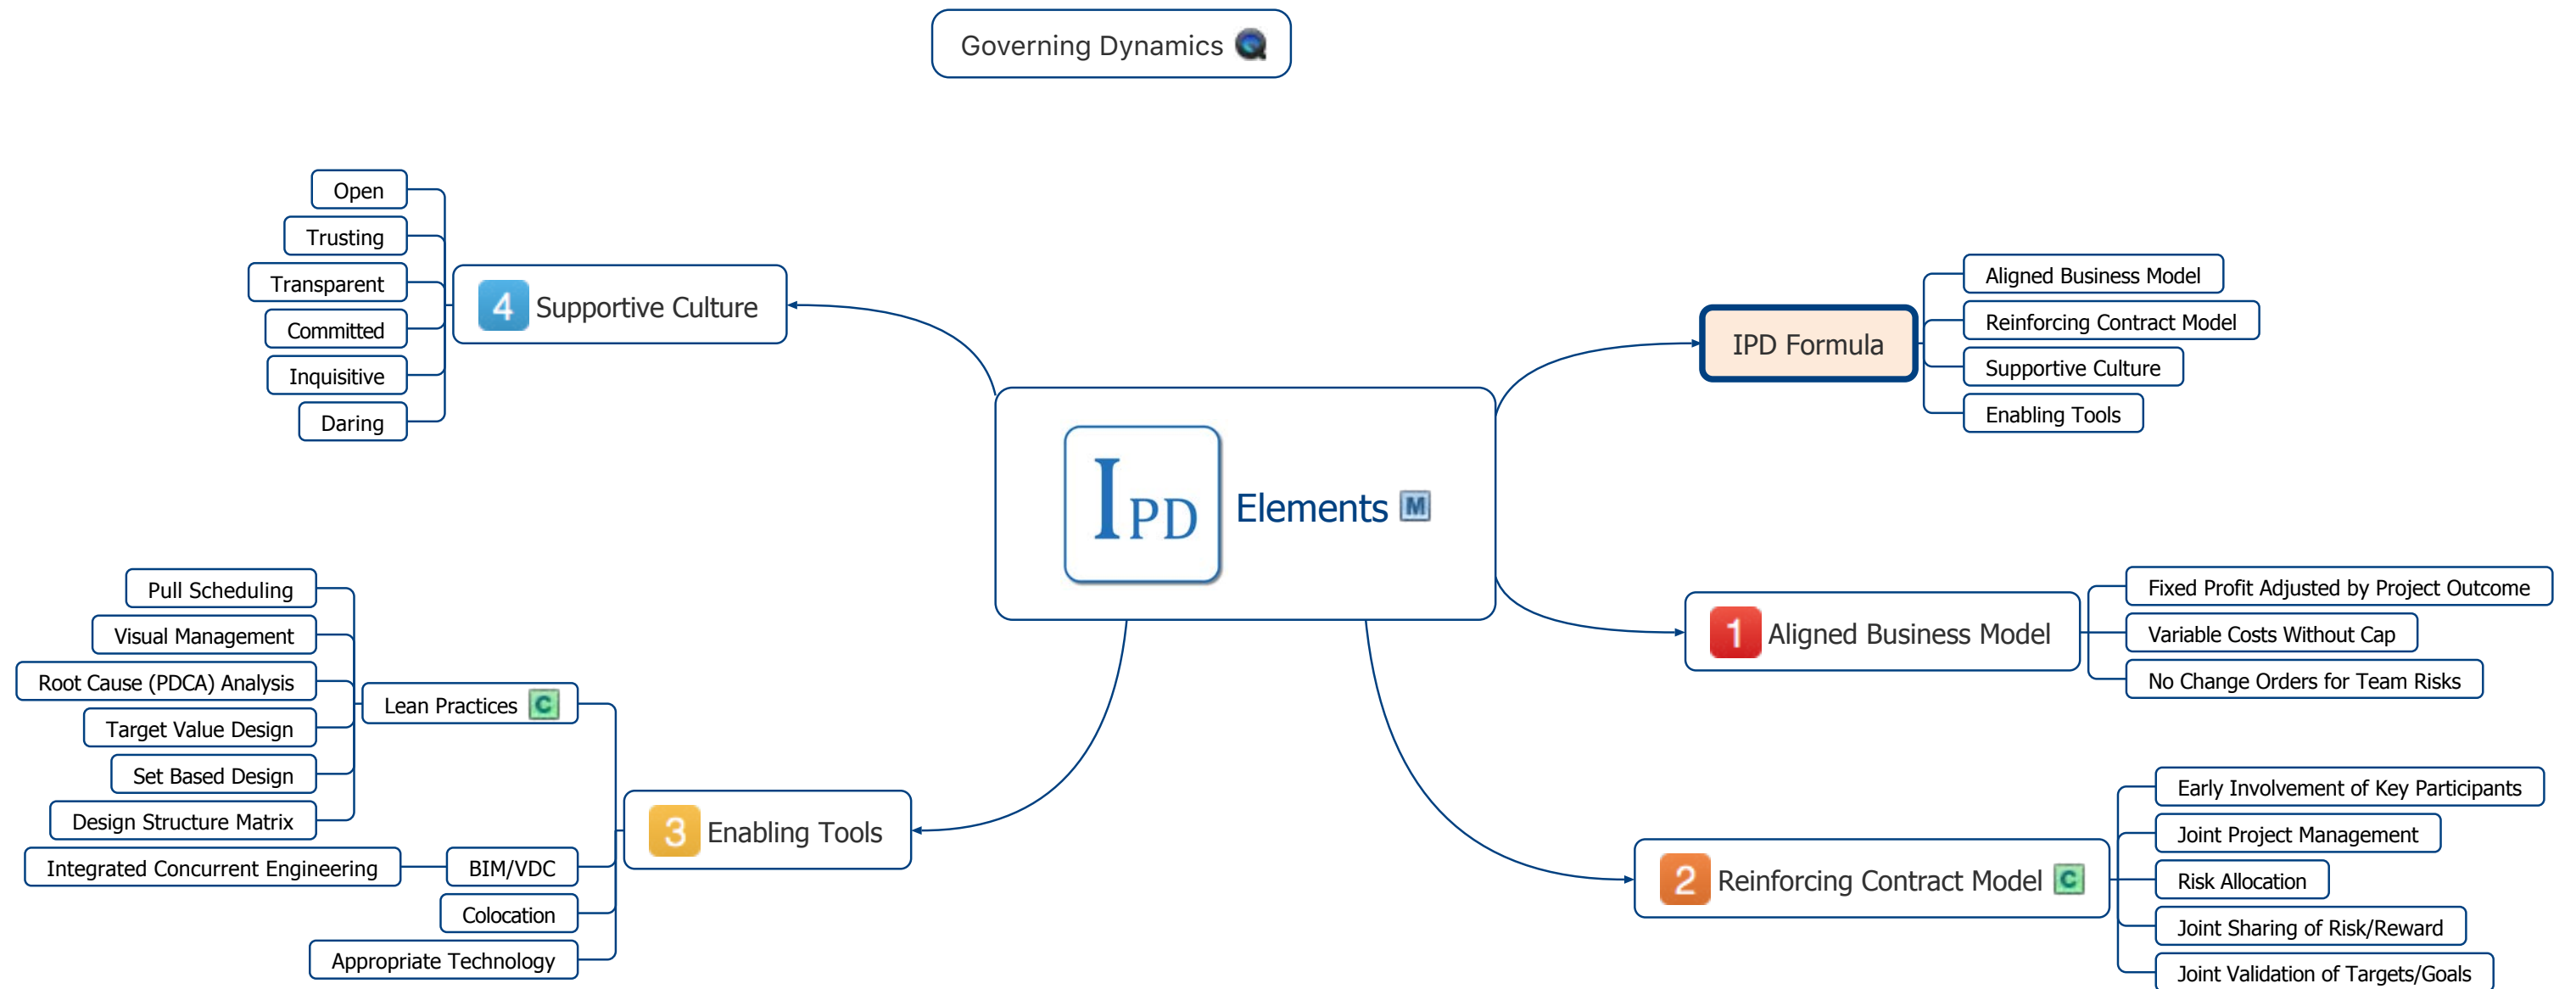 Governing Dynamics
Open
Trusting
Transparent
Committed
Inquisitive
Daring
4 Supportive Culture
IPD Formula
Aligned Business Model
Reinforcing Contract Model
Supportive Culture
Enabling Tools
IPD Elements M
1 Aligned Business Model
Fixed Profit Adjusted by Project Outcome
Variable Costs Without Cap
No Change Orders for Team Risks
Pull Scheduling
Visual Management
Root Cause (PDCA) Analysis
Target Value Design
Set Based Design
Design Structure Matrix
Lean Practices C
Integrated Concurrent Engineering
BIM/VDC
Colocation
Appropriate Technology
3 Enabling Tools
2 Reinforcing Contract Model C
Early Involvement of Key Participants
Joint Project Management
Risk Allocation
Joint Sharing of Risk/Reward
Joint Validation of Targets/Goals